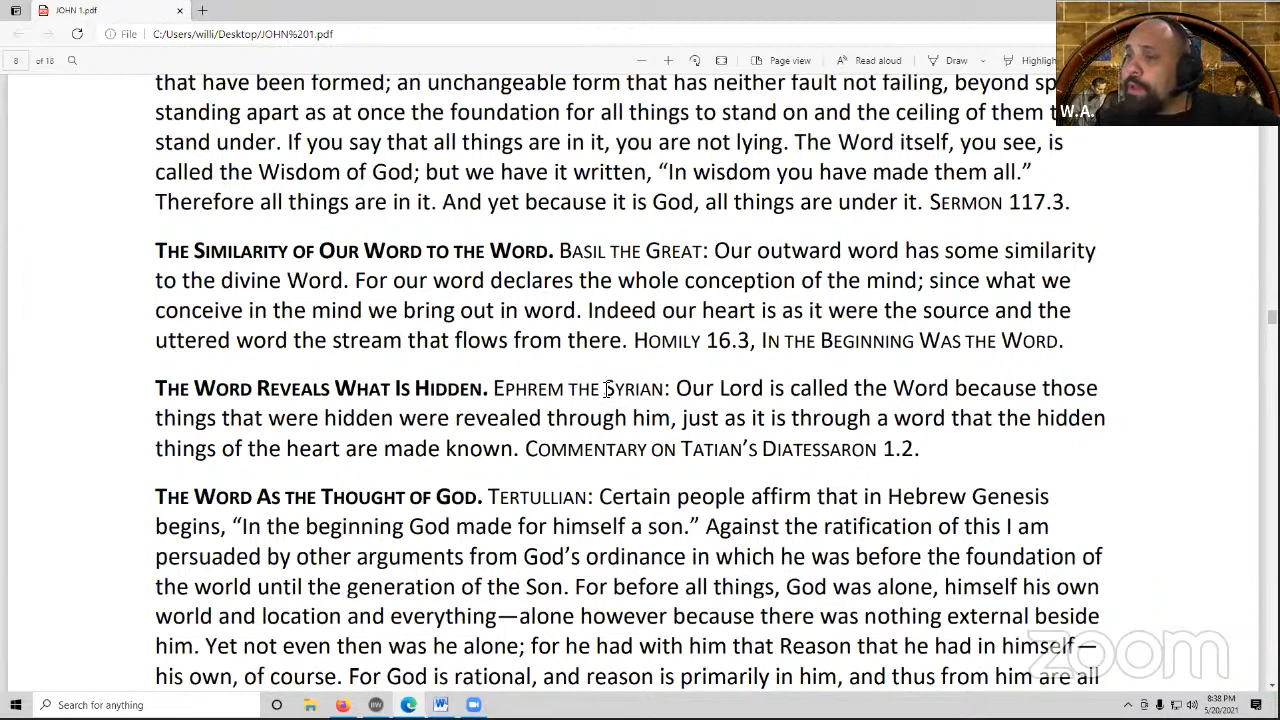 JOHN 1.pdf
File C:/Users/willi/Desktop/JOHN%201.pdf
8 of 18 Page view Read aloud Draw Highlight
W.A.
that have been formed; an unchangeable form that has neither fault not failing, beyond
standing apart as at once the foundation for all things to stand on and the ceiling of them
stand under. If you say that all things are in it, you are not lying. The Word itself, you see, is
called the Wisdom of God; but we have it written, “In wisdom you have made them all.”
Therefore all things are in it. And yet because it is God, all things are under it. SERMON 117.3.
THE SIMILARITY OF OUR WORD TO THE WORD. BASIL THE GREAT: Our outward word has some similarity
to the divine Word. For our word declares the whole conception of the mind; since what we
conceive in the mind we bring out in word. Indeed our heart is as it were the source and the
uttered word the stream that flows from there. HOMILY 16.3, IN THE BEGINNING WAS THE WORD.
THE WORD REVEALS WHAT IS HIDDEN. EPHREM THE SYRIAN: Our Lord is called the Word because those
things that were hidden were revealed through him, just as it is through a word that the hidden
things of the heart are made known. COMMENTARY ON TATIAN’S DIATESSARON 1.2.
THE WORD AS THE THOUGHT OF GOD. TERTULLIAN: Certain people affirm that in Hebrew Genesis
begins, “In the beginning God made for himself a son.” Against the ratification of this I am
persuaded by other arguments from God’s ordinance in which he was before the foundation of
the world until the generation of the Son. For before all things, God was alone, himself his own
world and location and everything—alone however because there was nothing external beside
him. Yet not even then was he alone; for he had with him that Reason that he had in himself—
his own, of course. For God is rational, and reason is primarily in him, and thus from him are all
zoom
Search for anything
8:38 PM
5/20/2021